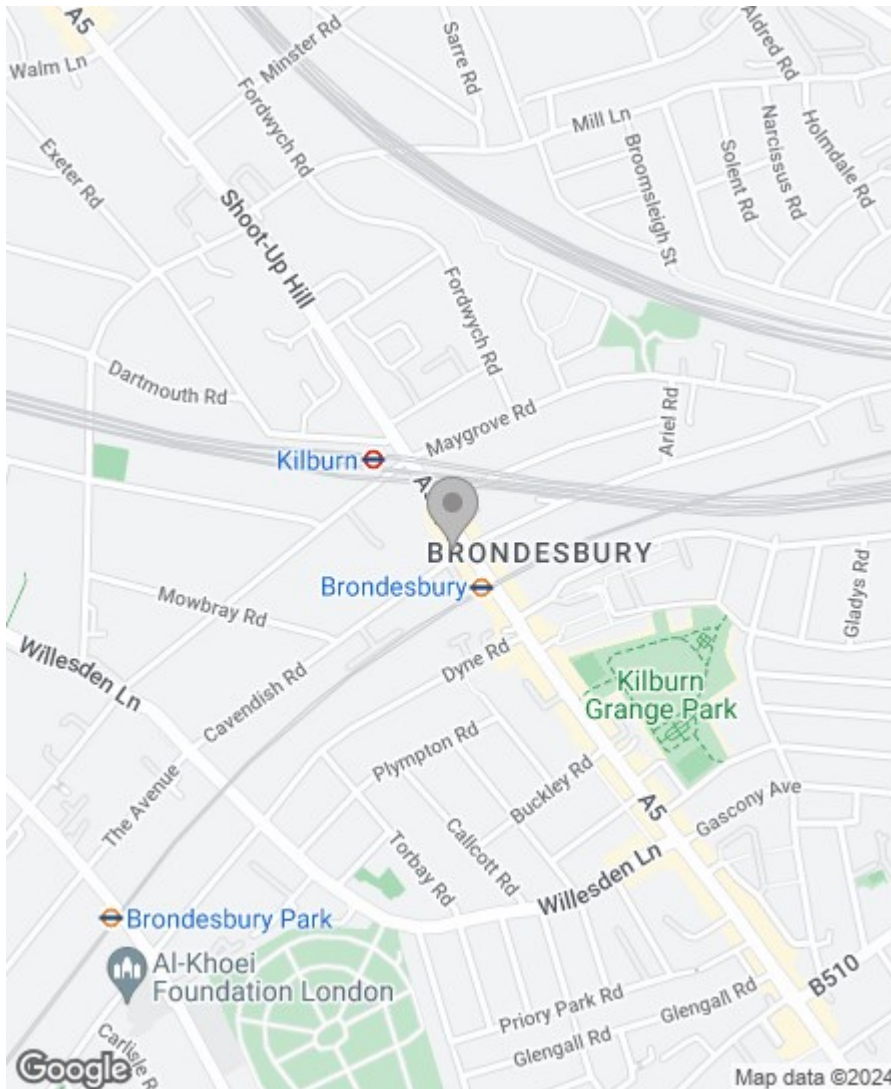 A5
Walm Ln
Minster Rd
Sarre Rd
Aldred Rd
Fordwych Rd
Mill Ln
Narcissus Rd
Holmdale Rd
Solent Rd
Broomsleigh St
Exeter Rd
Shoot-Up Hill
Fordwych Rd
Dartmouth Rd
Ariel Rd
Maygrove Rd
Kilburn
BRONDESBURY
Brondesbury
Gladys Rd
Mowbray Rd
Willesden Ln
Dyne Rd
Kilburn
Grange Park
Cavendish Rd
Plympton Rd
Buckley Rd
The Avenue
A5
Gascony Ave
Callcott Rd
Torbay Rd
Willesden Ln
Brondesbury Park
Al-Khoei
Foundation London
B510
Priory Park Rd
Glengall Rd
Glengall Rd
Google
Map data ©2024